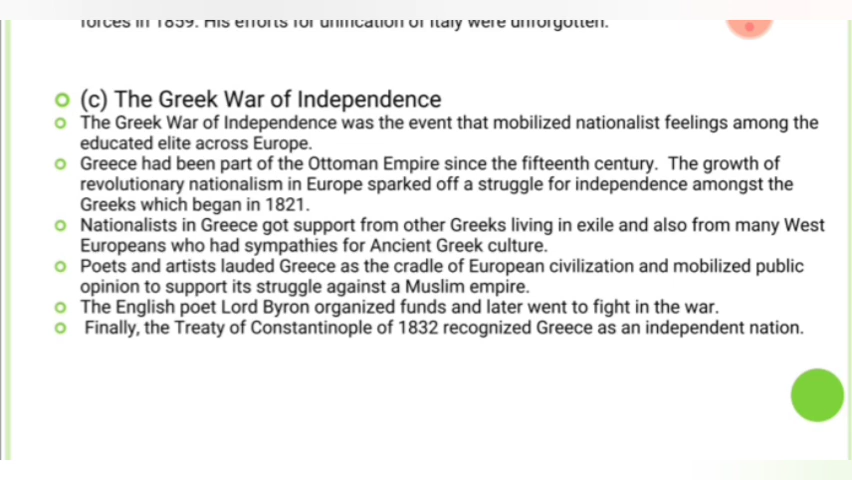 forces in 1859. His efforts for unification of Italy were unforgotten.
(c) The Greek War of Independence
The Greek War of Independence was the event that mobilized nationalist feelings among the
educated elite across Europe.
Greece had been part of the Ottoman Empire since the fifteenth century. The growth of
revolutionary nationalism in Europe sparked off a struggle for independence amongst the
Greeks which began in 1821.
Nationalists in Greece got support from other Greeks living in exile and also from many West
Europeans who had sympathies for Ancient Greek culture.
Poets and artists lauded Greece as the cradle of European civilization and mobilized public
opinion to support its struggle against a Muslim empire.
The English poet Lord Byron organized funds and later went to fight in the war.
Finally, the Treaty of Constantinople of 1832 recognized Greece as an independent nation.